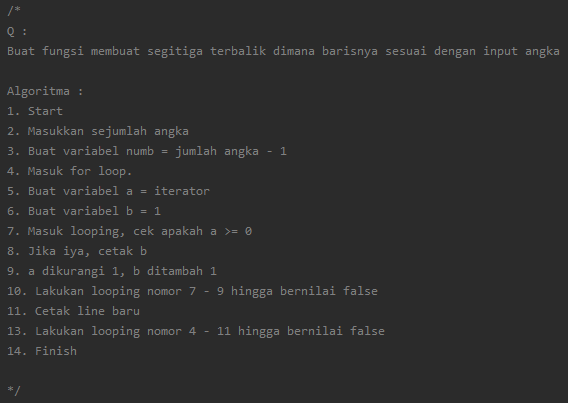 /*
Q :
Buat fungsi membuat segitiga terbalik dimana barisnya sesuai dengan input angka
Algoritma :
1. Start
2. Masukkan sejumlah angka
3. Buat variabel numb = jumlah angka - 1
4. Masuk for loop.
5. Buat variabel a = iterator
6. Buat variabel b = 1
7. Masuk looping, cek apakah a >= 0
8. Jika iya, cetak b
9. a dikurangi 1, b ditambah 1
10. Lakukan looping nomor 7 - 9 hingga bernilai false
11. Cetak line baru
13. Lakukan looping nomor 4 - 11 hingga bernilai false
14. Finish
*/